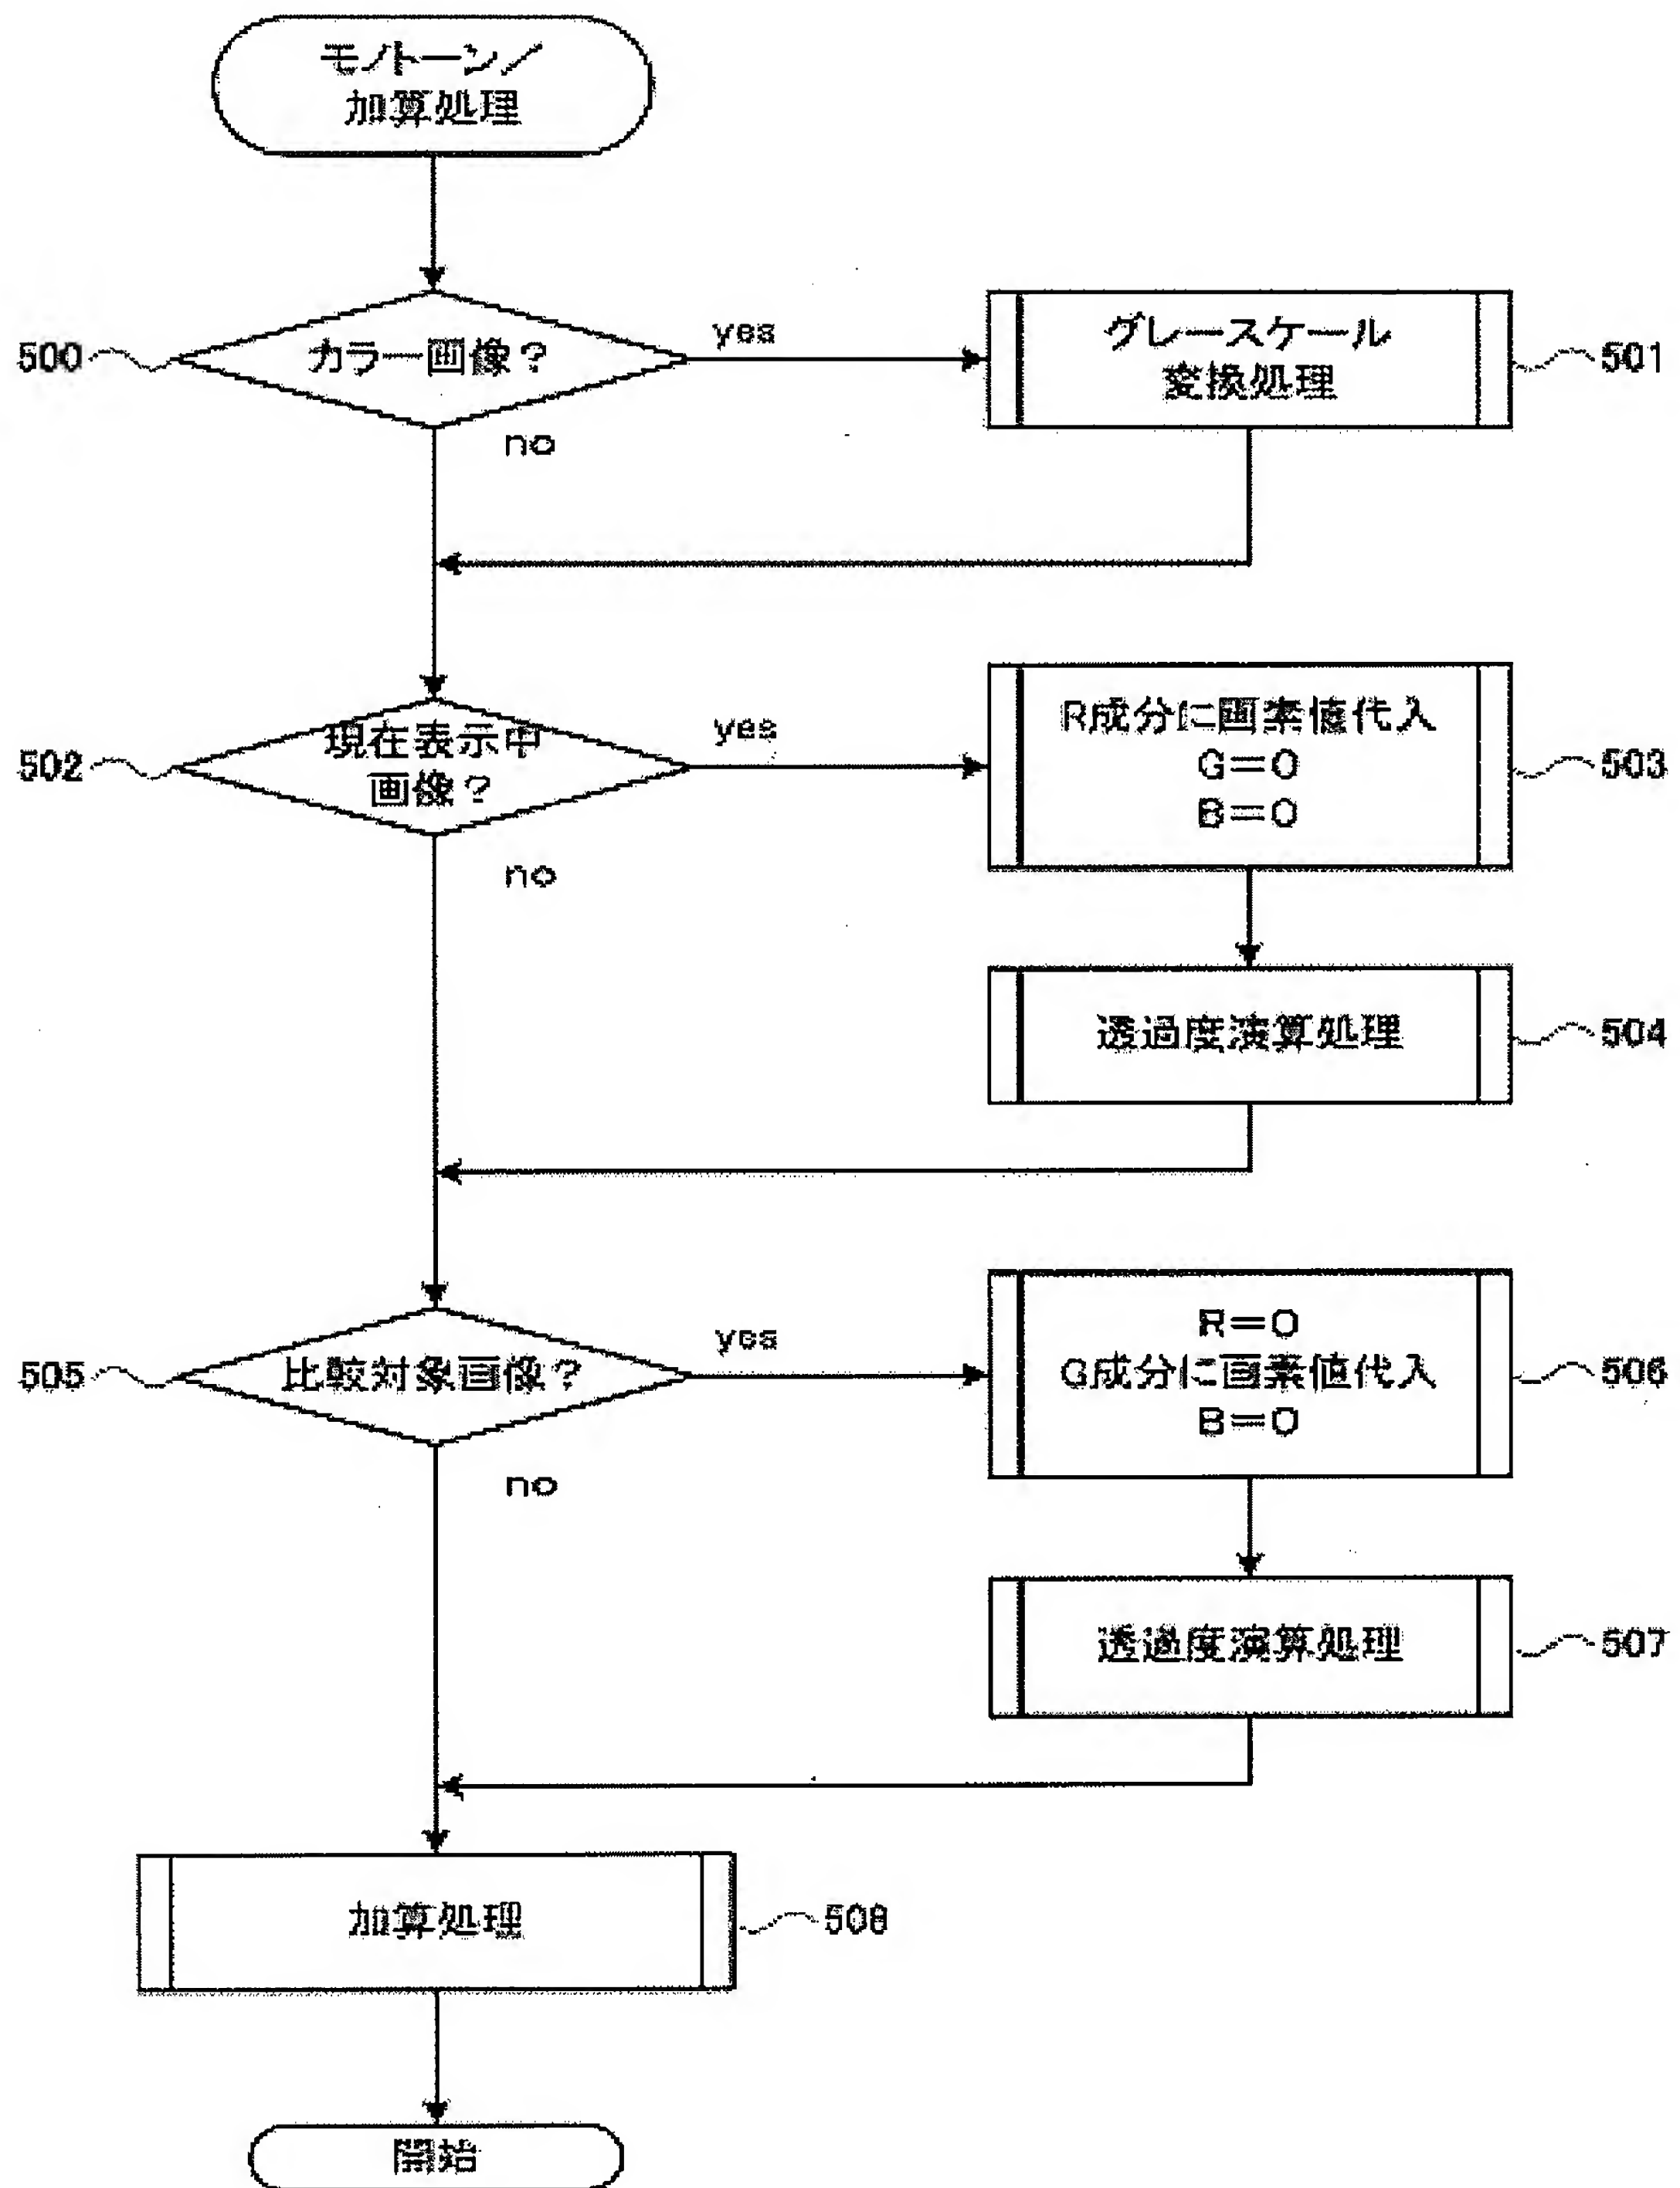 モノトーン/
加算処理
500
カラー画像?
yes
no
グレースケール
変換処理
501
502
現在表示中
画像?
yes
no
R成分に画素値代入
G=0
B=0
503
透過度演算処理
504
505
比較対象画像?
yes
no
R=0
G成分に画素値代入
B=0
506
透過度演算処理
507
加算処理
508
開始